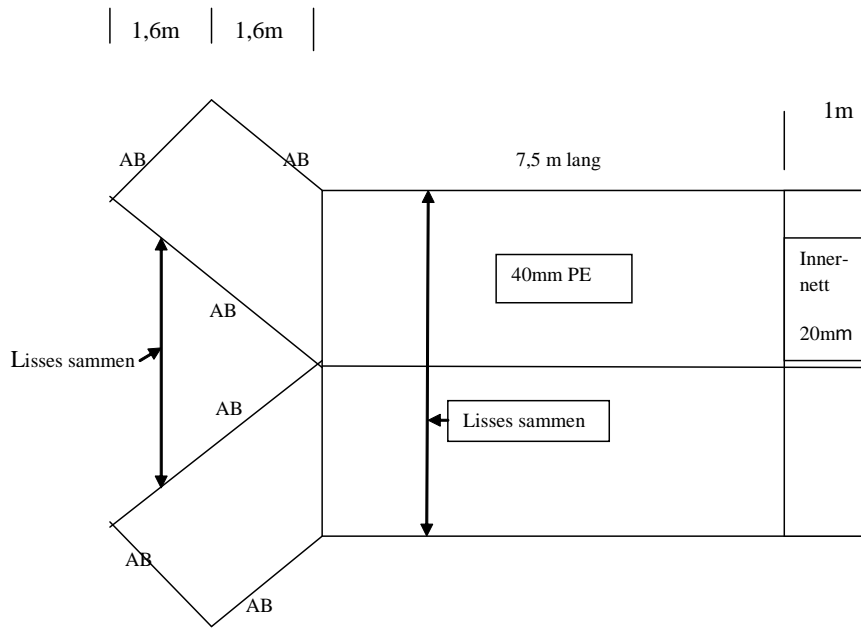 1,6m
1,6m
1m
AB
AB
7,5 m lang
40mm PE
Inner-
nett
20mm
AB
Lisses sammen
AB
Lisses sammen
AB
AB